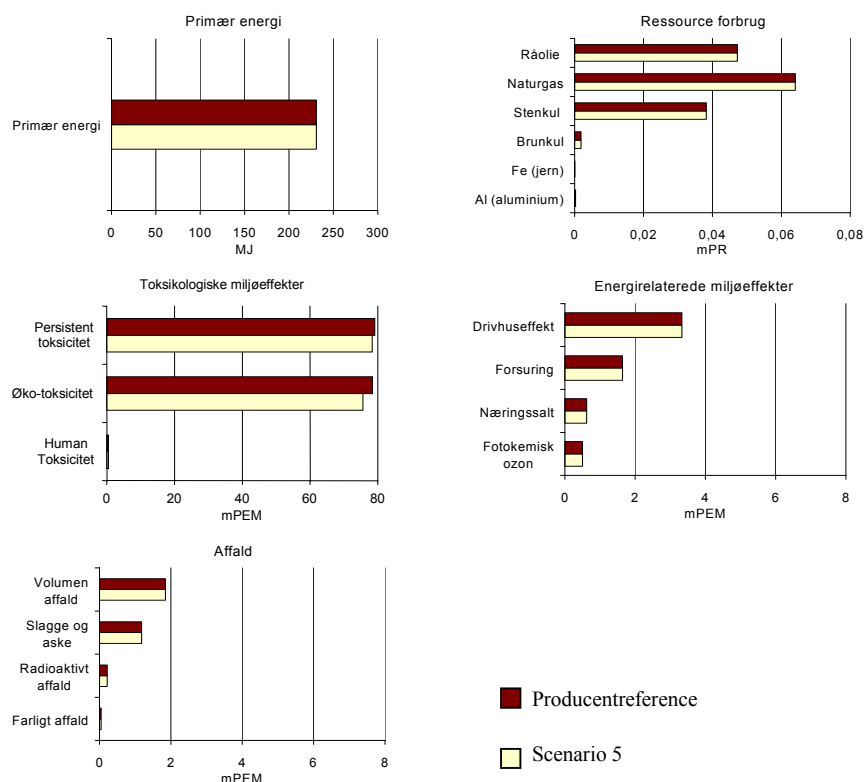 Primær energi
Primær energi
0 50 100 150 200 250 300
MJ
Ressource forbrug
Råolie
Naturgas
Stenkul
Brunkul
Fe (jern)
Al (aluminium)
0 0,02 0,04 0,06 0,08
mPR
Toksikologiske miljøeffekter
Persistent
toksicitet
Øko-toksicitet
Human
Toksicitet
0 20 40 60 80
mPEM
Energirelaterede miljøeffekter
Drivhuseffekt
Forsuring
Næringssalt
Fotokemisk
ozon
0 2 4 6 8
mPEM
Affald
Volumen
affald
Slagge og
aske
Radioaktivt
affald
Farligt affald
0 2 4 6 8
mPEM
Producentreference
Scenario 5